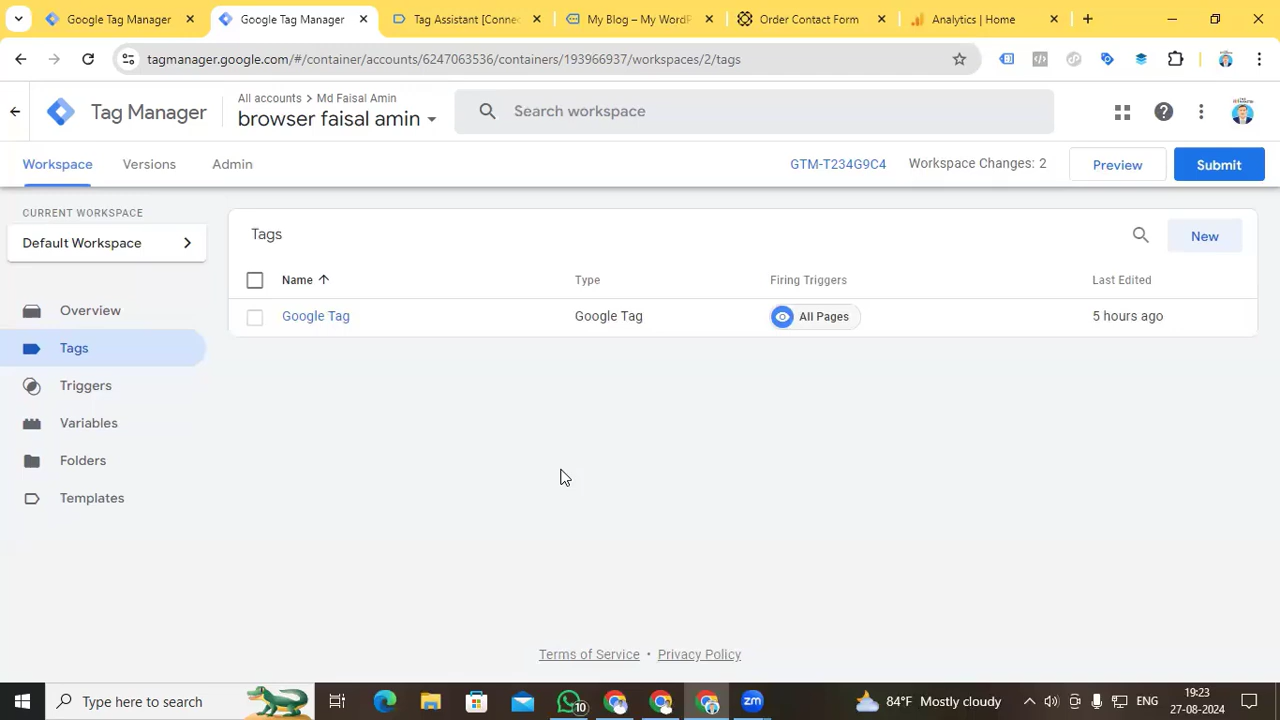 Google Tag Manager
Google Tag Manager
Tag Assistant [Connec
My Blog – My WordP
Order Contact Form
Analytics | Home
tagmanager.google.com/#/container/accounts/6247063536/containers/193966937/workspaces/2/tags
Tag Manager
All accounts > Md Faisal Amin
browser faisal amin
Search workspace
Workspace
Versions
Admin
GTM-T234G9C4
Workspace Changes: 2
Preview
Submit
CURRENT WORKSPACE
Default Workspace
Overview
Tags
Triggers
Variables
Folders
Templates
Tags
New
Name
Type
Firing Triggers
Last Edited
Google Tag
Google Tag
All Pages
5 hours ago
Terms of Service • Privacy Policy
Type here to search
10
84°F Mostly cloudy
ENG
19:23
27-08-2024